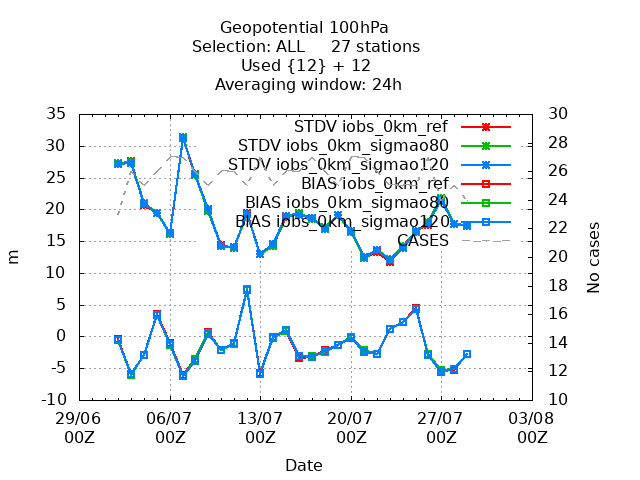 Geopotential 100hPa
Selection: ALL 27 stations
Used {12} + 12
Averaging window: 24h
35
30
25
20
15
10
5
0
-5
-10
m
30
28
26
24
22
20
18
16
14
12
10
No cases
STDV iobs_0km_ref
STDV iobs_0km_sigmao80
STDV iobs_0km_sigmao120
BIAS iobs_0km_ref
BIAS iobs_0km_sigmao80
BIAS iobs_0km_sigmao120
CASES
29/06 06/07 13/07 20/07 27/07 03/08
00Z 00Z 00Z 00Z 00Z 00Z
Date